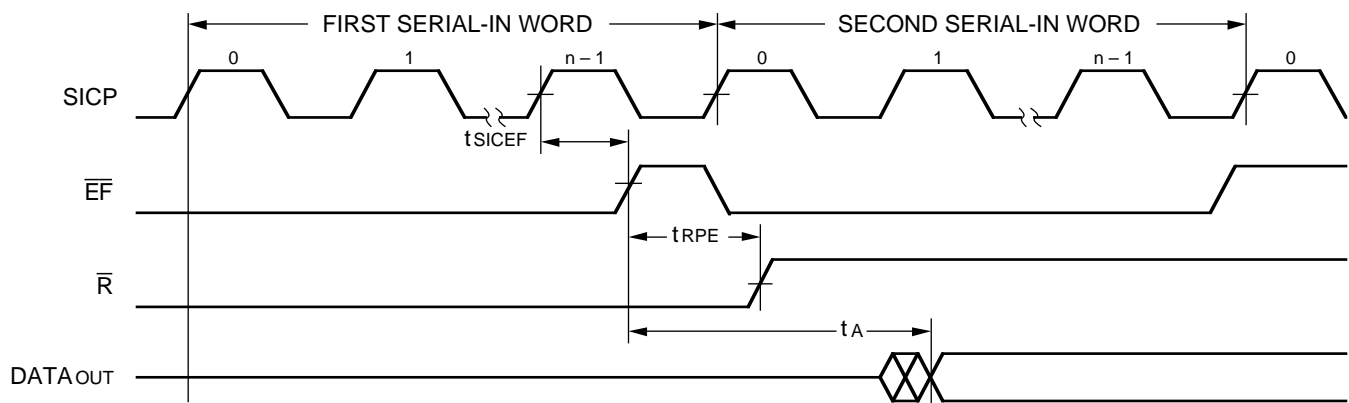 FIRST SERIAL-IN WORD SECOND SERIAL-IN WORD
0 1 n – 1 0 1 n – 1 0
SICP
tSICEF
E̅F̅
tRPE
R̅
tA
DATAOUT